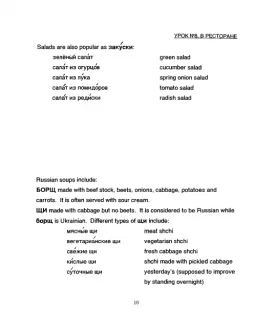 УРОК №8, В РЕСТОРАНЕ
Salads are also popular as заку́ски:
зелёный сала́т green salad
сала́т из огурцо́в cucumber salad
сала́т из лу́ка spring onion salad
сала́т из помидо́ров tomato salad
сала́т из реди́ски radish salad
Russian soups include:
БОРЩ made with beef stock, beets, onions, cabbage, potatoes and
carrots. It is often served with sour cream.
ЩИ made with cabbage but no beets. It is considered to be Russian while
борщ is Ukrainian. Different types of щи include:
мясны́е щи meat shchi
вегетариа́нские щи vegetarian shchi
све́жие щи fresh cabbage shchi
ки́слые щи shchi made with pickled cabbage
су́точные щи yesterday's (supposed to improve
by standing overnight)